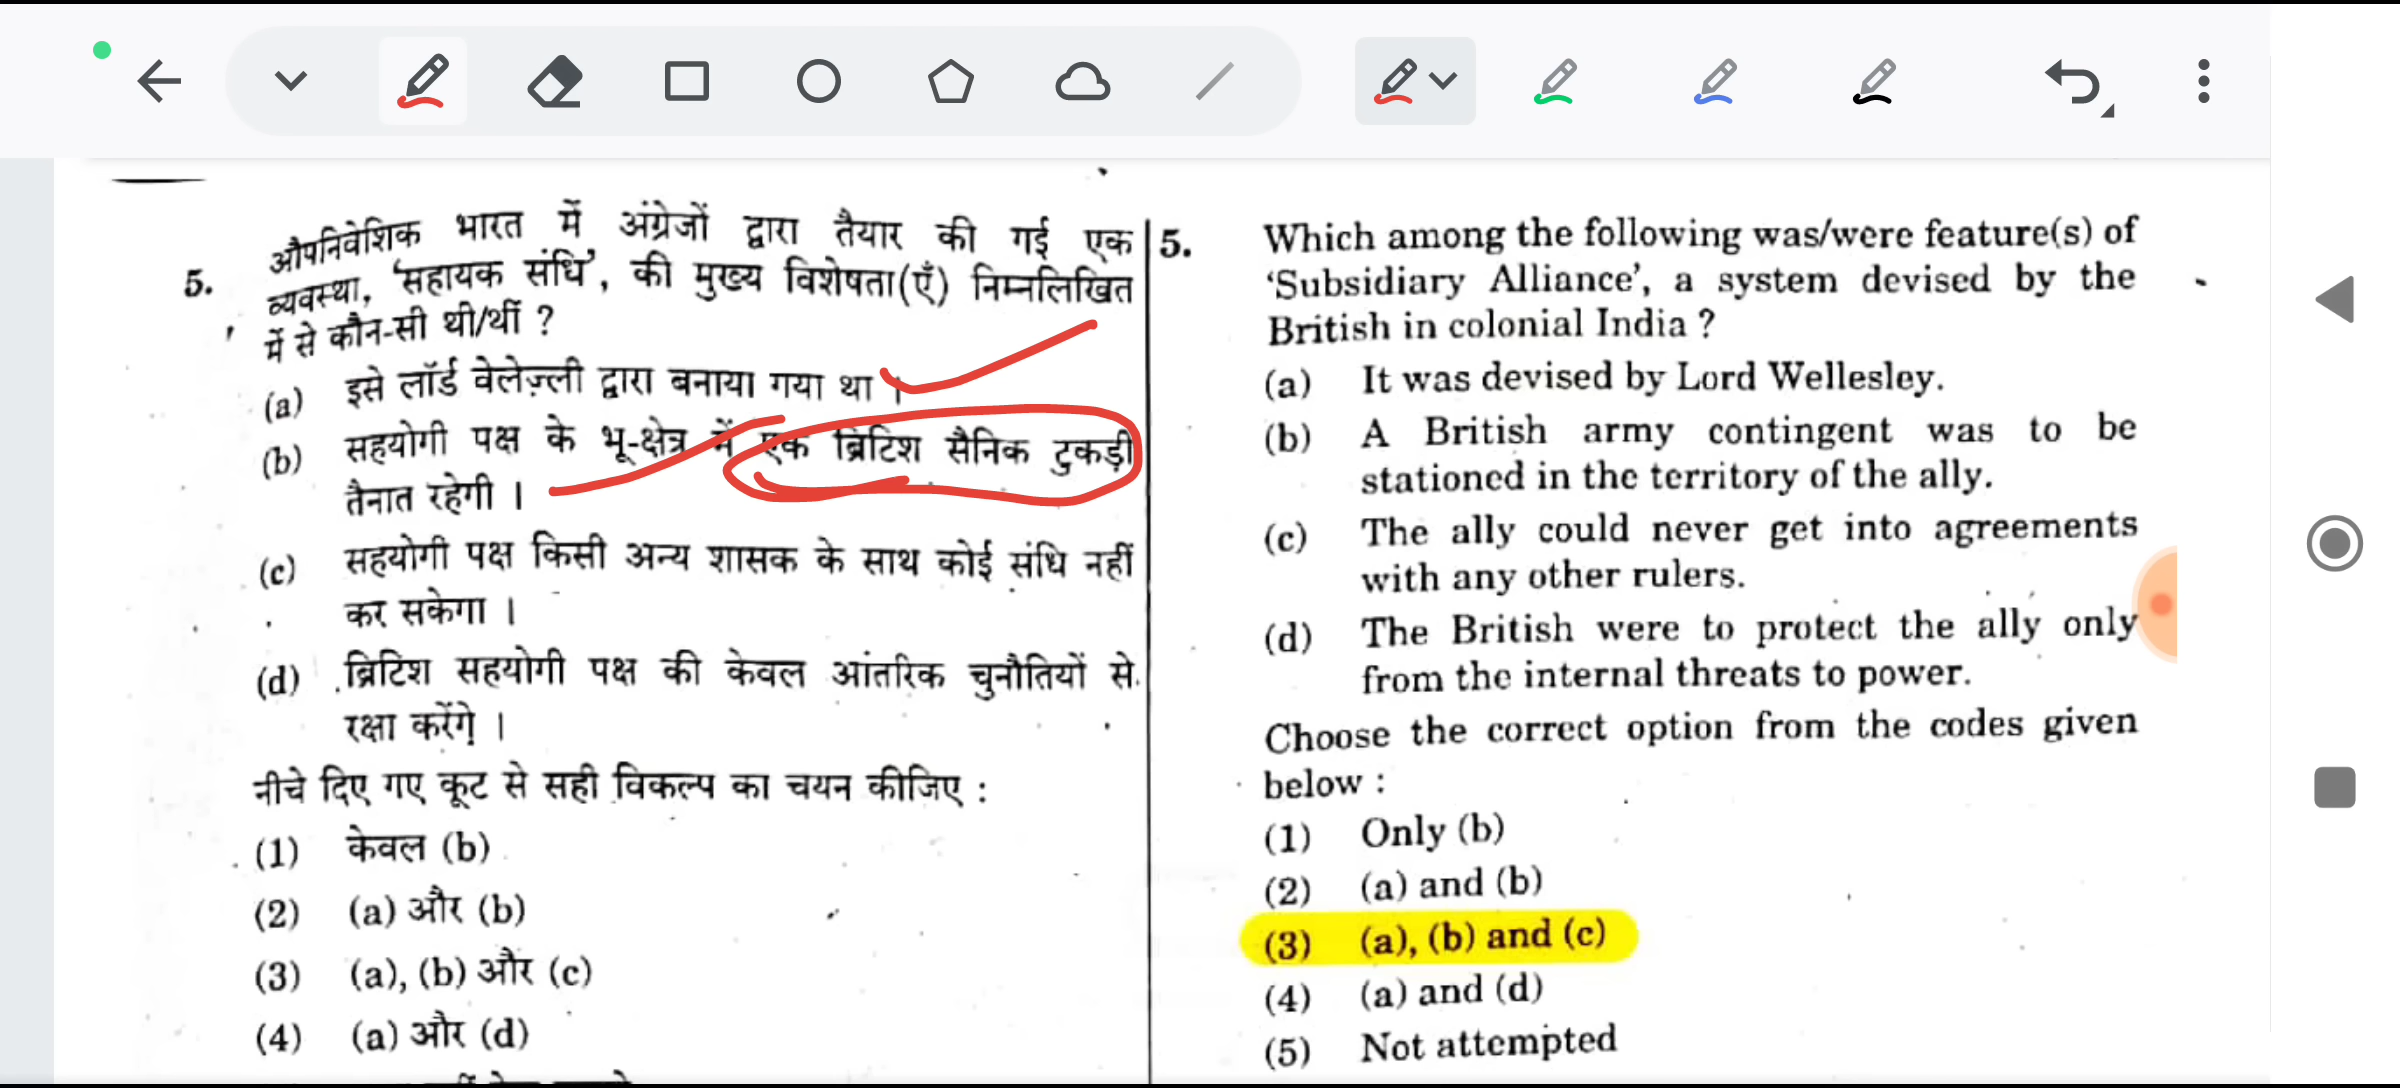 5. औपनिवेशिक भारत में अंग्रेजों द्वारा तैयार की गई एक
व्यवस्था, ‘सहायक संधि’, की मुख्य विशेषता(एँ) निम्नलिखित
में से कौन-सी थी/थीं ?
(a) इसे लॉर्ड वेलेज़्ली द्वारा बनाया गया था ।
(b) सहयोगी पक्ष के भू-क्षेत्र में एक ब्रिटिश सैनिक टुकड़ी
तैनात रहेगी ।
(c) सहयोगी पक्ष किसी अन्य शासक के साथ कोई संधि नहीं
कर सकेगा ।
(d) ब्रिटिश सहयोगी पक्ष की केवल आंतरिक चुनौतियों से
रक्षा करेंगे ।
नीचे दिए गए कूट से सही विकल्प का चयन कीजिए :
(1) केवल (b)
(2) (a) और (b)
(3) (a), (b) और (c)
(4) (a) और (d)
5. Which among the following was/were feature(s) of
‘Subsidiary Alliance’, a system devised by the
British in colonial India ?
(a) It was devised by Lord Wellesley.
(b) A British army contingent was to be
stationed in the territory of the ally.
(c) The ally could never get into agreements
with any other rulers.
(d) The British were to protect the ally only
from the internal threats to power.
Choose the correct option from the codes given
below :
(1) Only (b)
(2) (a) and (b)
(3) (a), (b) and (c)
(4) (a) and (d)
(5) Not attempted